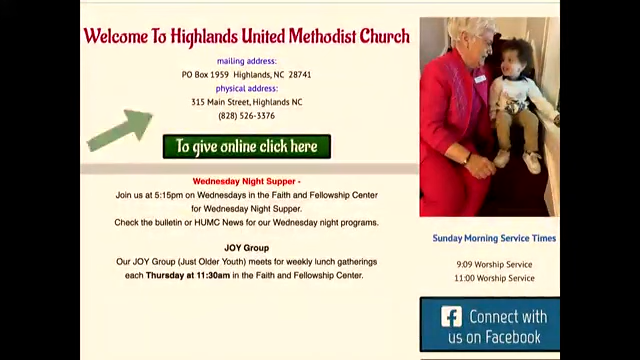 Welcome To Highlands United Methodist Church
mailing address:
PO Box 1959 Highlands, NC 28741
physical address:
315 Main Street, Highlands NC
(828) 526-3376
To give online click here
Wednesday Night Supper -
Join us at 5:15pm on Wednesdays in the Faith and Fellowship Center
for Wednesday Night Supper.
Check the bulletin or HUMC News for our Wednesday night programs.
JOY Group
Our JOY Group (Just Older Youth) meets for weekly lunch gatherings
each Thursday at 11:30am in the Faith and Fellowship Center.
Sunday Morning Service Times
9:09 Worship Service
11:00 Worship Service
Connect with
us on Facebook